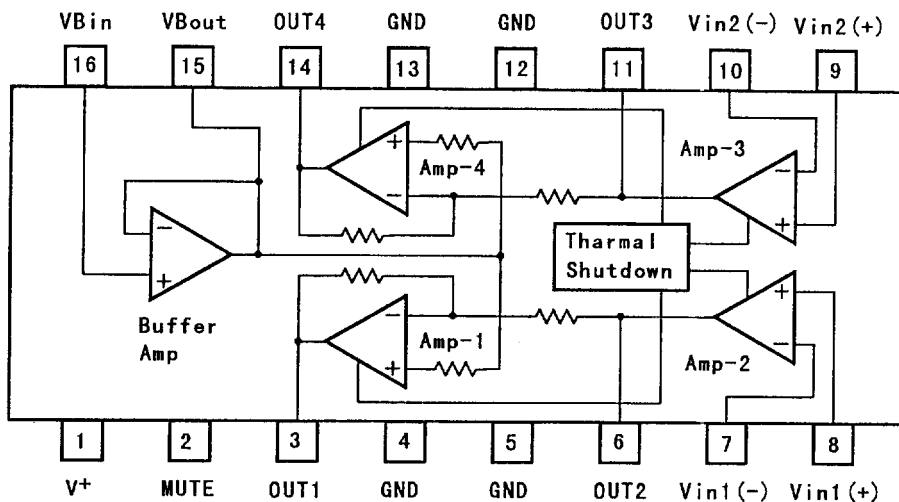 VBin VBout OUT4 GND GND OUT3 Vin2(-) Vin2(+)
16 15 14 13 12 11 10 9
+ Amp-4 -
Amp-3 - +
- + Buffer Amp
Tharmal
Shutdown
- Amp-1 +
+ - Amp-2
1 2 3 4 5 6 7 8
V+ MUTE OUT1 GND GND OUT2 Vin1(-) Vin1(+)